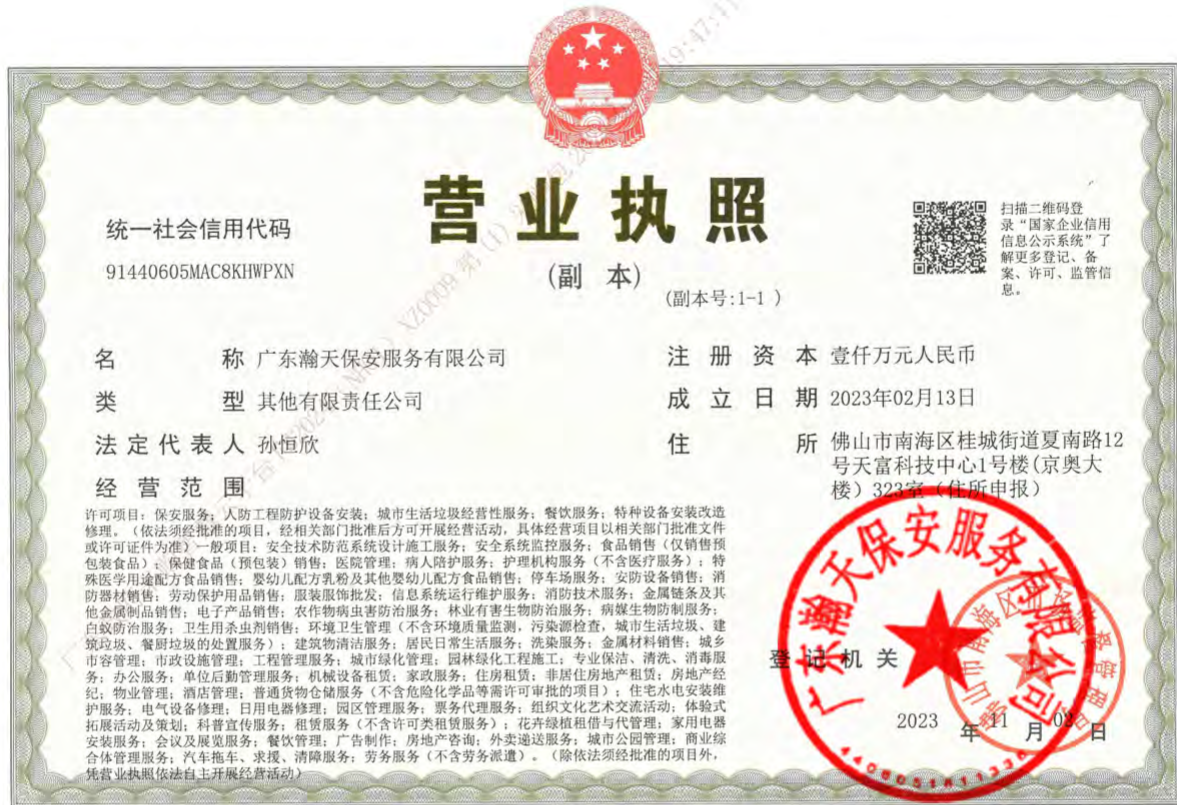 营业执照
(副 本)
(副本号:1-1 )
统一社会信用代码
91440605MAC8KHWPXN
扫描二维码登
录“国家企业信用
信息公示系统”了
解更多登记、备
案、许可、监管信
息。
名 称 广东瀚天保安服务有限公司
类 型 其他有限责任公司
法定代表人 孙恒欣
经营范围
注册资本 壹仟万元人民币
成立日期 2023年02月13日
住 所 佛山市南海区桂城街道夏南路12
号天富科技中心1号楼(京奥大
楼)323室(住所申报)
许可项目:保安服务;人防工程防护设备安装;城市生活垃圾经营性服务;餐饮服务;特种设备安装改造
修理。(依法须经批准的项目,经相关部门批准后方可开展经营活动,具体经营项目以相关部门批准文件
或许可证件为准)一般项目:安全技术防范系统设计施工服务;安全系统监控服务;食品销售(仅销售预
包装食品);保健食品(预包装)销售;医院管理;病人陪护服务;护理机构服务(不含医疗服务);特
殊医学用途配方食品销售;婴幼儿配方乳粉及其他婴幼儿配方食品销售;停车场服务;安防设备销售;消
防器材销售;劳动保护用品销售;服装服饰批发;信息系统运行维护服务;消防技术服务;金属链条及其
他金属制品销售;电子产品销售;农作物病虫害防治服务;林业有害生物防治服务;病媒生物防制服务;
白蚁防治服务;卫生用杀虫剂销售;环境卫生管理(不含环境质量监测,污染源检查,城市生活垃圾、建
筑垃圾、餐厨垃圾的处置服务);建筑物清洁服务;居民日常生活服务;洗染服务;金属材料销售;城乡
市容管理;市政设施管理;工程管理服务;城市绿化管理;园林绿化工程施工;专业保洁、清洗、消毒服
务;办公服务;单位后勤管理服务;机械设备租赁;家政服务;住房租赁;非居住房地产租赁;房地产经
纪;物业管理;酒店管理;普通货物仓储服务(不含危险化学品等需许可审批的项目);住宅水电安装维
护服务;电气设备修理;日用电器修理;园区管理服务;票务代理服务;组织文化艺术交流活动;体验式
拓展活动及策划;科普宣传服务;租赁服务(不含许可类租赁服务);花卉绿植租借与代管理;家用电器
安装服务;会议及展览服务;餐饮管理;广告制作;房地产咨询;外卖递送服务;城市公园管理;商业综
合体管理服务;汽车拖车、求援、清障服务;劳务服务(不含劳务派遣)。(除依法须经批准的项目外,
凭营业执照依法自主开展经营活动)
登记机关
广东瀚天保安服务有限公司
2023 年 11 月 02 日